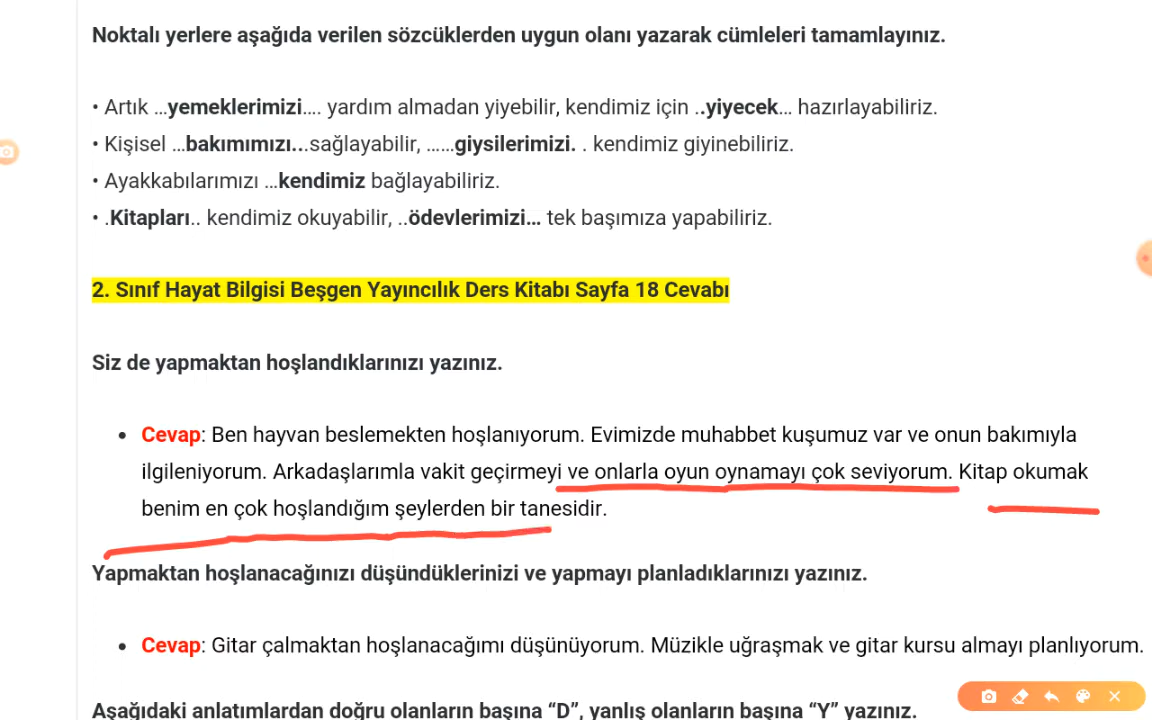 Noktalı yerlere aşağıda verilen sözcüklerden uygun olanı yazarak cümleleri tamamlayınız.
• Artık ...yemeklerimizi.... yardım almadan yiyebilir, kendimiz için ..yiyecek... hazırlayabiliriz.
• Kişisel ...bakımımızı....sağlayabilir, ......giysilerimizi. . kendimiz giyinebiliriz.
• Ayakkabılarımızı ...kendimiz bağlayabiliriz.
• .Kitapları.. kendimiz okuyabilir, ..ödevlerimizi... tek başımıza yapabiliriz.
2. Sınıf Hayat Bilgisi Beşgen Yayıncılık Ders Kitabı Sayfa 18 Cevabı
Siz de yapmaktan hoşlandıklarınızı yazınız.
• Cevap: Ben hayvan beslemekten hoşlanıyorum. Evimizde muhabbet kuşumuz var ve onun bakımıyla
ilgileniyorum. Arkadaşlarımla vakit geçirmeyi ve onlarla oyun oynamayı çok seviyorum. Kitap okumak
benim en çok hoşlandığım şeylerden bir tanesidir.
Yapmaktan hoşlanacağınızı düşündüklerinizi ve yapmayı planladıklarınızı yazınız.
• Cevap: Gitar çalmaktan hoşlanacağımı düşünüyorum. Müzikle uğraşmak ve gitar kursu almayı planlıyorum.
Aşağıdaki anlatımlardan doğru olanların başına “D”, yanlış olanların başına “Y” yazınız.